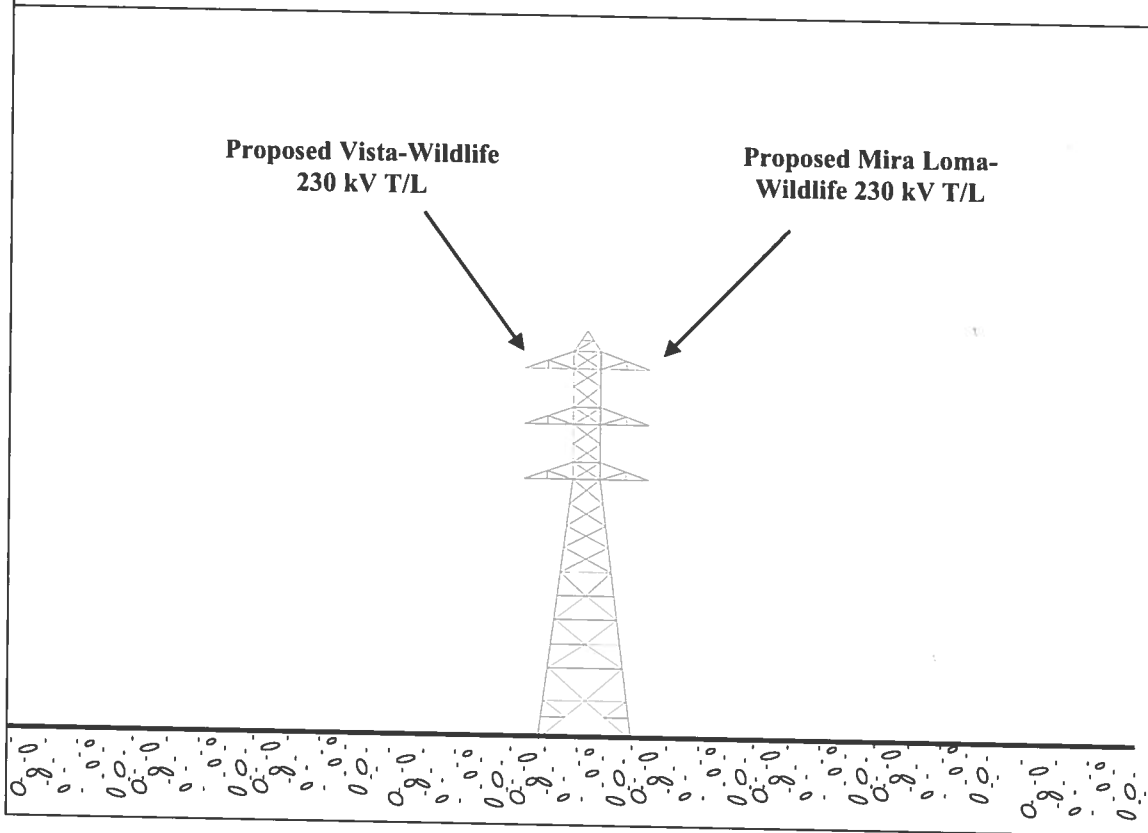 Proposed Vista-Wildlife
230 kV T/L
Proposed Mira Loma-
Wildlife 230 kV T/L